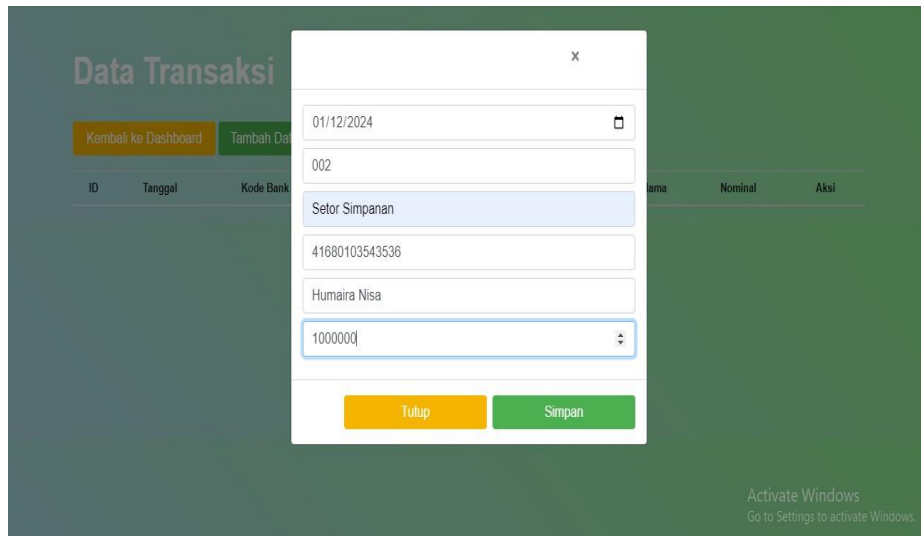 Data Transaksi
×
Kembali ke Dashboard
Tambah Dat
ID Tanggal Kode Bank Nominal Aksi
01/12/2024
002
Setor Simpanan
41680103543536
Humaira Nisa
1000000
Tutup Simpan
Activate Windows
Go to Settings to activate Windows.